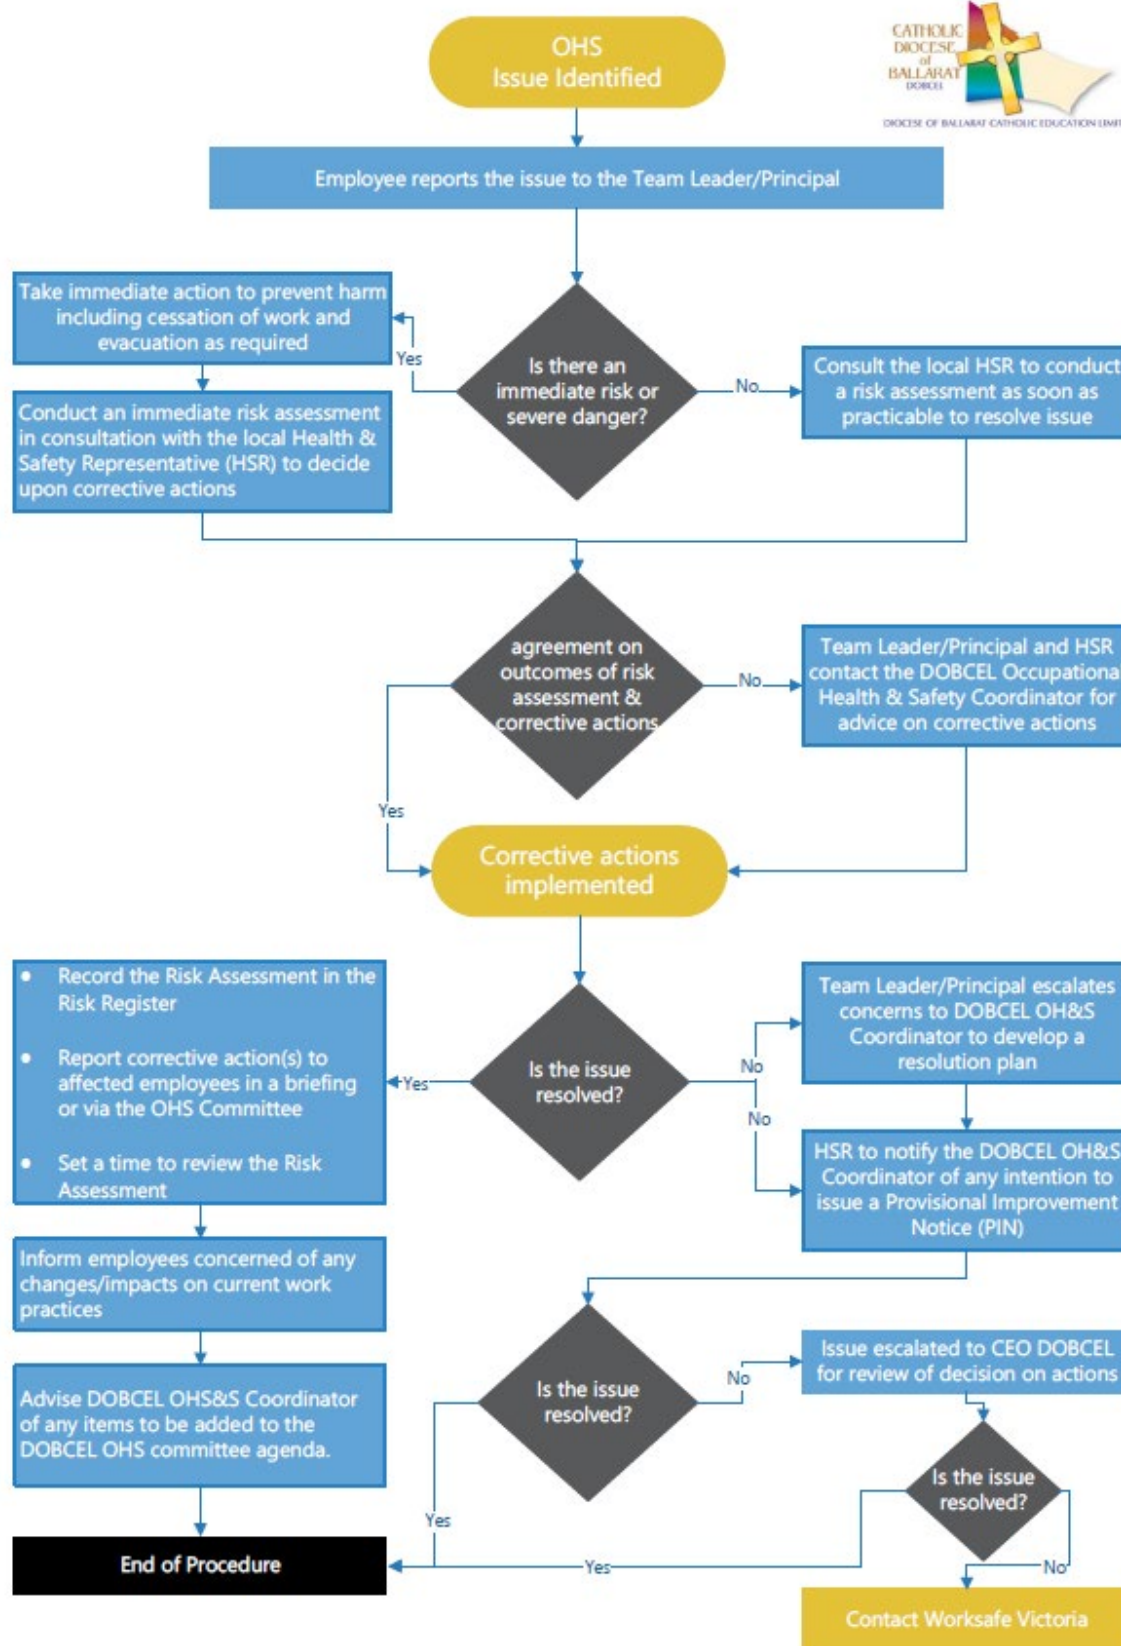 OHS
Issue Identified
CATHOLIC
DIOCESE
of
BALLARAT
DOBCEL
DIOCESE OF BALLARAT CATHOLIC EDUCATION LIMIT
Employee reports the issue to the Team Leader/Principal
Take immediate action to prevent harm
including cessation of work and
evacuation as required
Yes
Is there an
immediate risk or
severe danger?
No
Consult the local HSR to conduct
a risk assessment as soon as
practicable to resolve issue
Conduct an immediate risk assessment
in consultation with the local Health &
Safety Representative (HSR) to decide
upon corrective actions
agreement on
outcomes of risk
assessment &
corrective actions
No
Team Leader/Principal and HSR
contact the DOBCEL Occupational
Health & Safety Coordinator for
advice on corrective actions
Yes
Corrective actions
implemented
• Record the Risk Assessment in the
Risk Register
• Report corrective action(s) to
affected employees in a briefing
or via the OHS Committee
• Set a time to review the Risk
Assessment
Yes
Is the issue
resolved?
No
No
Team Leader/Principal escalates
concerns to DOBCEL OH&S
Coordinator to develop a
resolution plan
HSR to notify the DOBCEL OH&S
Coordinator of any intention to
issue a Provisional Improvement
Notice (PIN)
Inform employees concerned of any
changes/impacts on current work
practices
Is the issue
resolved?
No
Issue escalated to CEO DOBCEL
for review of decision on actions
Advise DOBCEL OHS&S Coordinator
of any items to be added to the
DOBCEL OHS committee agenda.
Is the issue
resolved?
Yes
End of Procedure
Yes
No
Contact Worksafe Victoria